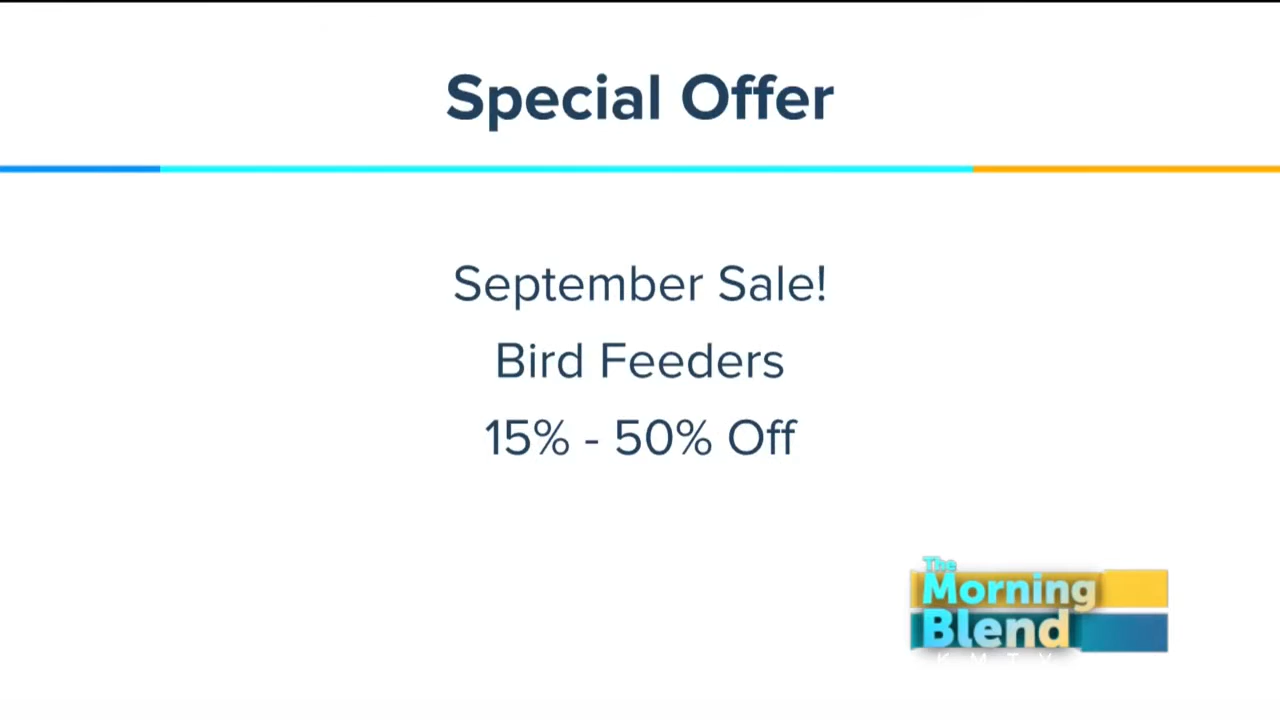 Special Offer
September Sale!
Bird Feeders
15% - 50% Off
The
Morning
Blend